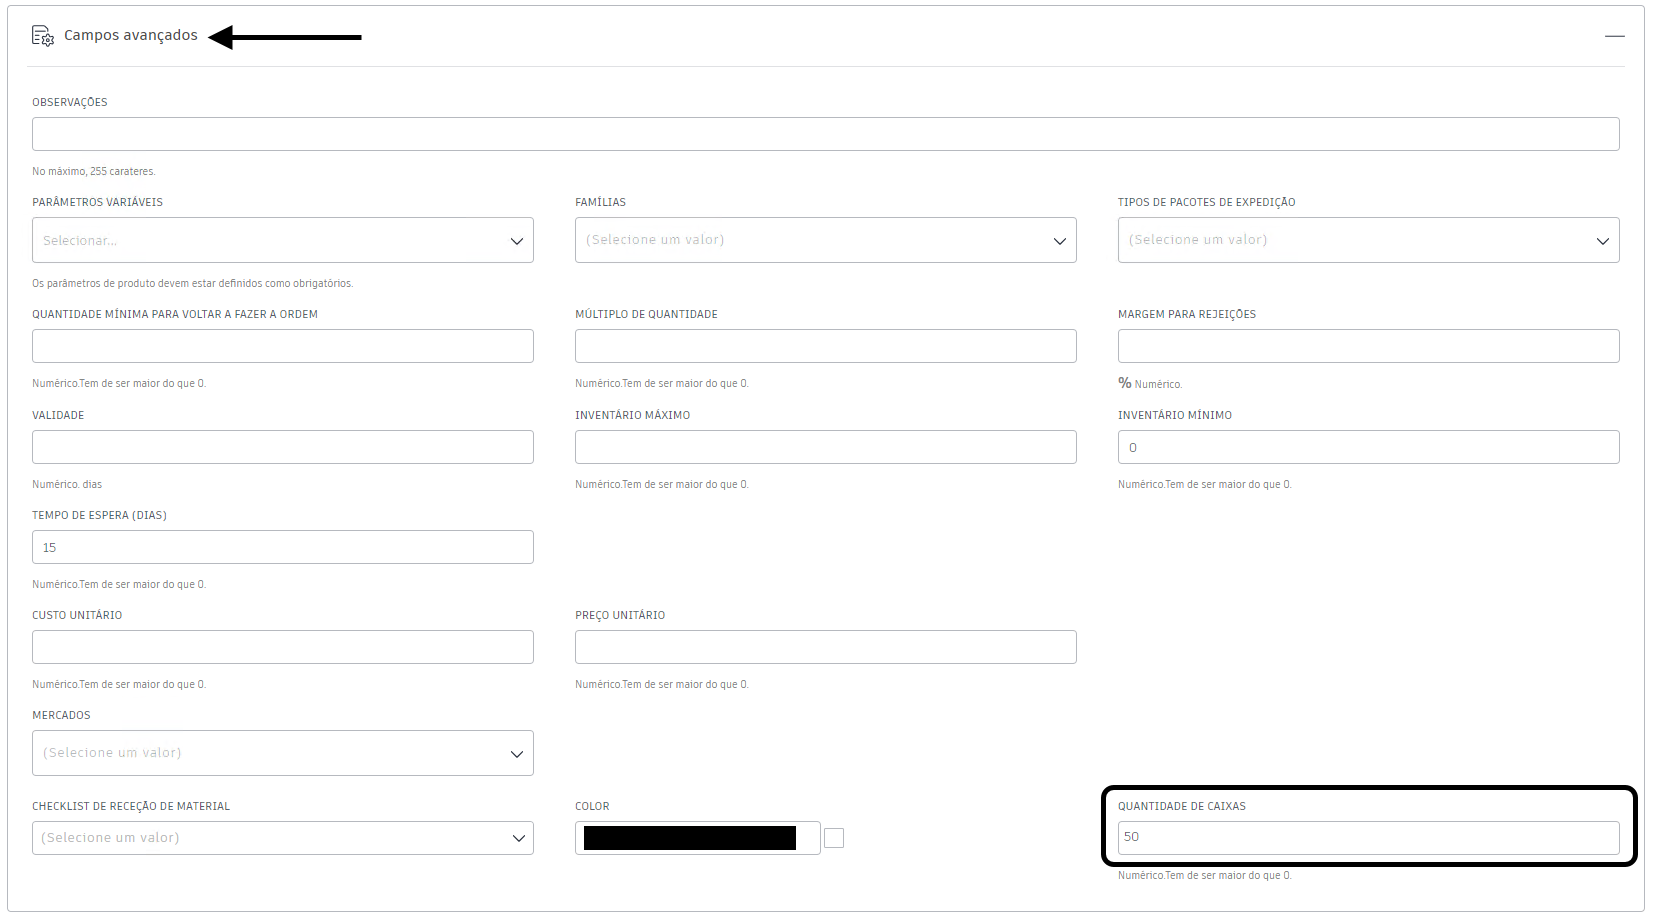 Campos avançados
OBSERVAÇÕES
No máximo, 255 carateres.
PARÂMETROS VARIÁVEIS
FAMÍLIAS
TIPOS DE PACOTES DE EXPEDIÇÃO
Selecionar...
(Selecione um valor)
(Selecione um valor)
Os parâmetros de produto devem estar definidos como obrigatórios.
QUANTIDADE MÍNIMA PARA VOLTAR A FAZER A ORDEM
MÚLTIPLO DE QUANTIDADE
MARGEM PARA REJEIÇÕES
Numérico.Tem de ser maior do que 0.
Numérico.Tem de ser maior do que 0.
% Numérico.
VALIDADE
INVENTÁRIO MÁXIMO
INVENTÁRIO MÍNIMO
0
Numérico. dias
Numérico.Tem de ser maior do que 0.
Numérico.Tem de ser maior do que 0.
TEMPO DE ESPERA (DIAS)
15
Numérico.Tem de ser maior do que 0.
CUSTO UNITÁRIO
PREÇO UNITÁRIO
Numérico.Tem de ser maior do que 0.
Numérico.Tem de ser maior do que 0.
MERCADOS
(Selecione um valor)
CHECKLIST DE RECEÇÃO DE MATERIAL
COLOR
QUANTIDADE DE CAIXAS
(Selecione um valor)
50
Numérico.Tem de ser maior do que 0.